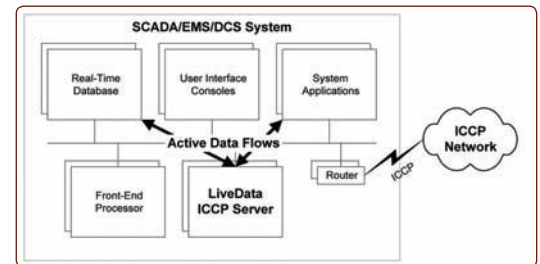 SCADA/EMS/DCS System
Real-Time
Database
User Interface
Consoles
System
Applications
Active Data Flows
ICCP
Network
Front-End
Processor
LiveData
ICCP Server
Router
ICCP